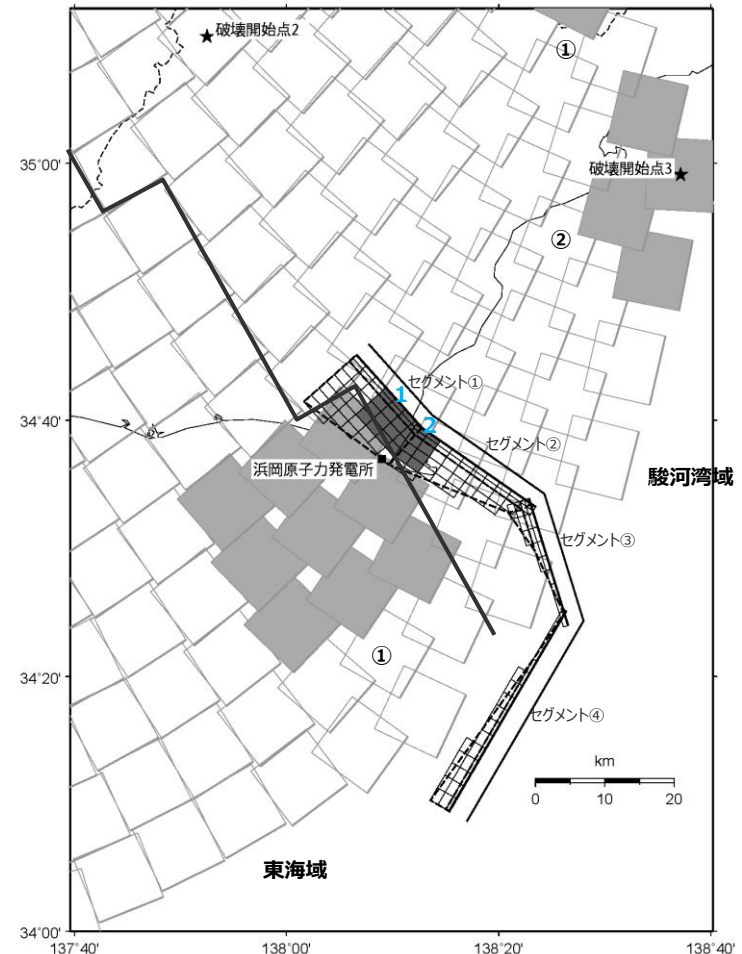 破壊開始点2
①
35°00'
破壊開始点3
②
セグメント①
1
34°40'
2
セグメント②
浜岡原子力発電所
駿河湾域
セグメント③
①
34°20'
セグメント④
km
0 10 20
東海域
34°00'
137°40' 138°00' 138°20' 138°40'